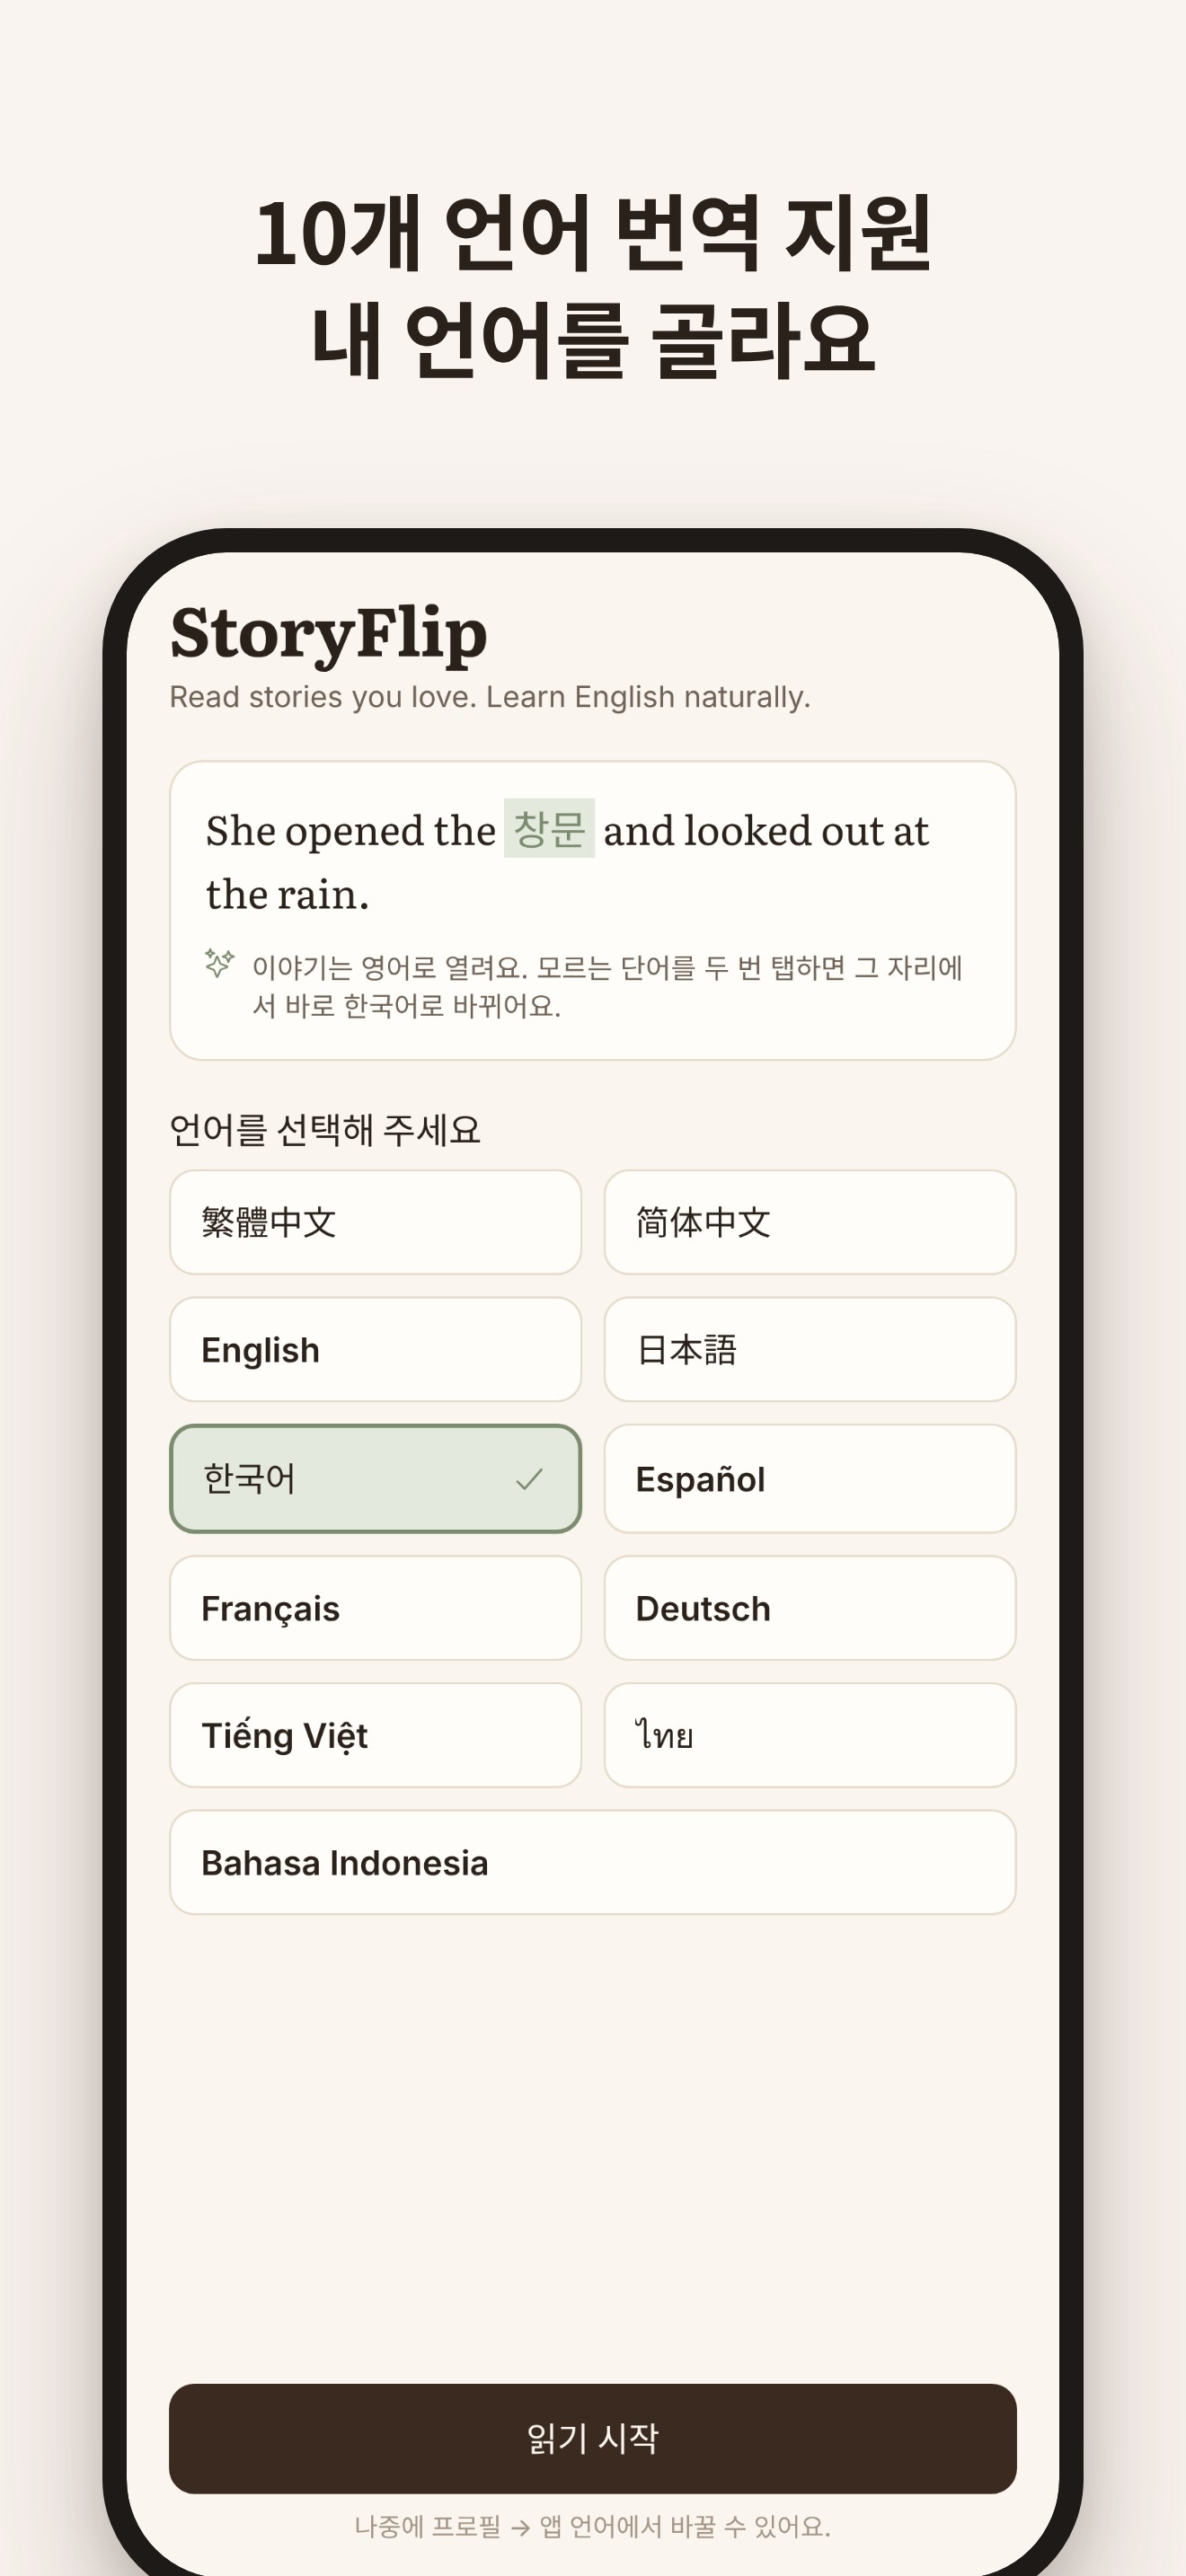 10개 언어 번역 지원
내 언어를 골라요
StoryFlip
Read stories you love. Learn English naturally.
She opened the 창문 and looked out at
the rain.
이야기는 영어로 열려요. 모르는 단어를 두 번 탭하면 그 자리에
서 바로 한국어로 바뀌어요.
언어를 선택해 주세요
繁體中文
简体中文
English
日本語
한국어
Español
Français
Deutsch
Tiếng Việt
ไทย
Bahasa Indonesia
읽기 시작
나중에 프로필 → 앱 언어에서 바꿀 수 있어요.